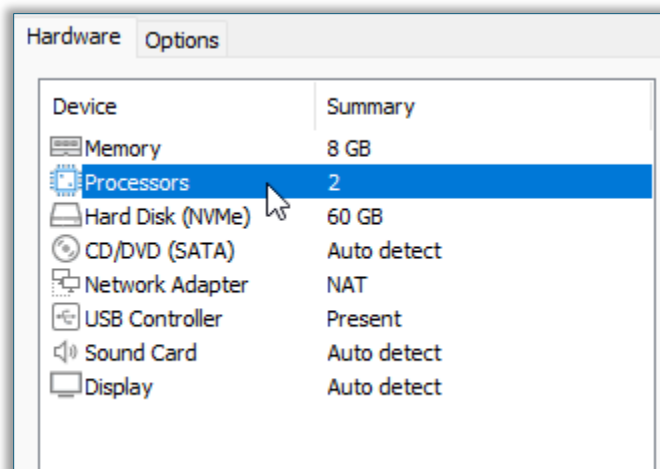 Hardware Options
Device Summary
Memory 8 GB
Processors 2
Hard Disk (NVMe) 60 GB
CD/DVD (SATA) Auto detect
Network Adapter NAT
USB Controller Present
Sound Card Auto detect
Display Auto detect